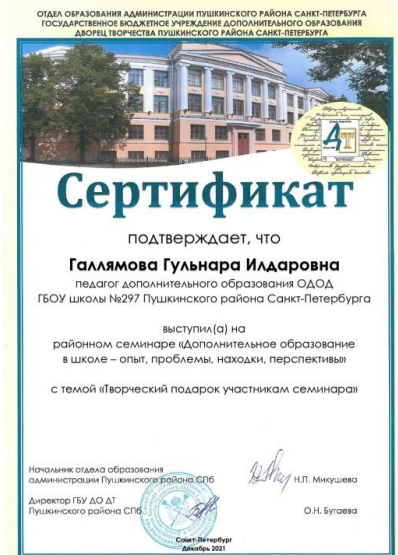 ОТДЕЛ ОБРАЗОВАНИЯ АДМИНИСТРАЦИИ ПУШКИНСКОГО РАЙОНА САНКТ-ПЕТЕРБУРГА
ГОСУДАРСТВЕННОЕ БЮДЖЕТНОЕ УЧРЕЖДЕНИЕ ДОПОЛНИТЕЛЬНОГО ОБРАЗОВАНИЯ
ДВОРЕЦ ТВОРЧЕСТВА ПУШКИНСКОГО РАЙОНА САНКТ-ПЕТЕРБУРГА
Сертификат
подтверждает, что
Галлямова Гульнара Илдаровна
педагог дополнительного образования ОДОД
ГБОУ школы №297 Пушкинского района Санкт-Петербурга
выступил(а) на
районном семинаре «Дополнительное образование
в школе – опыт, проблемы, находки, перспективы»
с темой «Творческий подарок участникам семинара»
Начальник отдела образования
администрации Пушкинского района СПб
Н.П. Микушева
Директор ГБУ ДО ДТ
Пушкинского района СПб
О.Н. Бугаева
Санкт-Петербург
Декабрь 2021